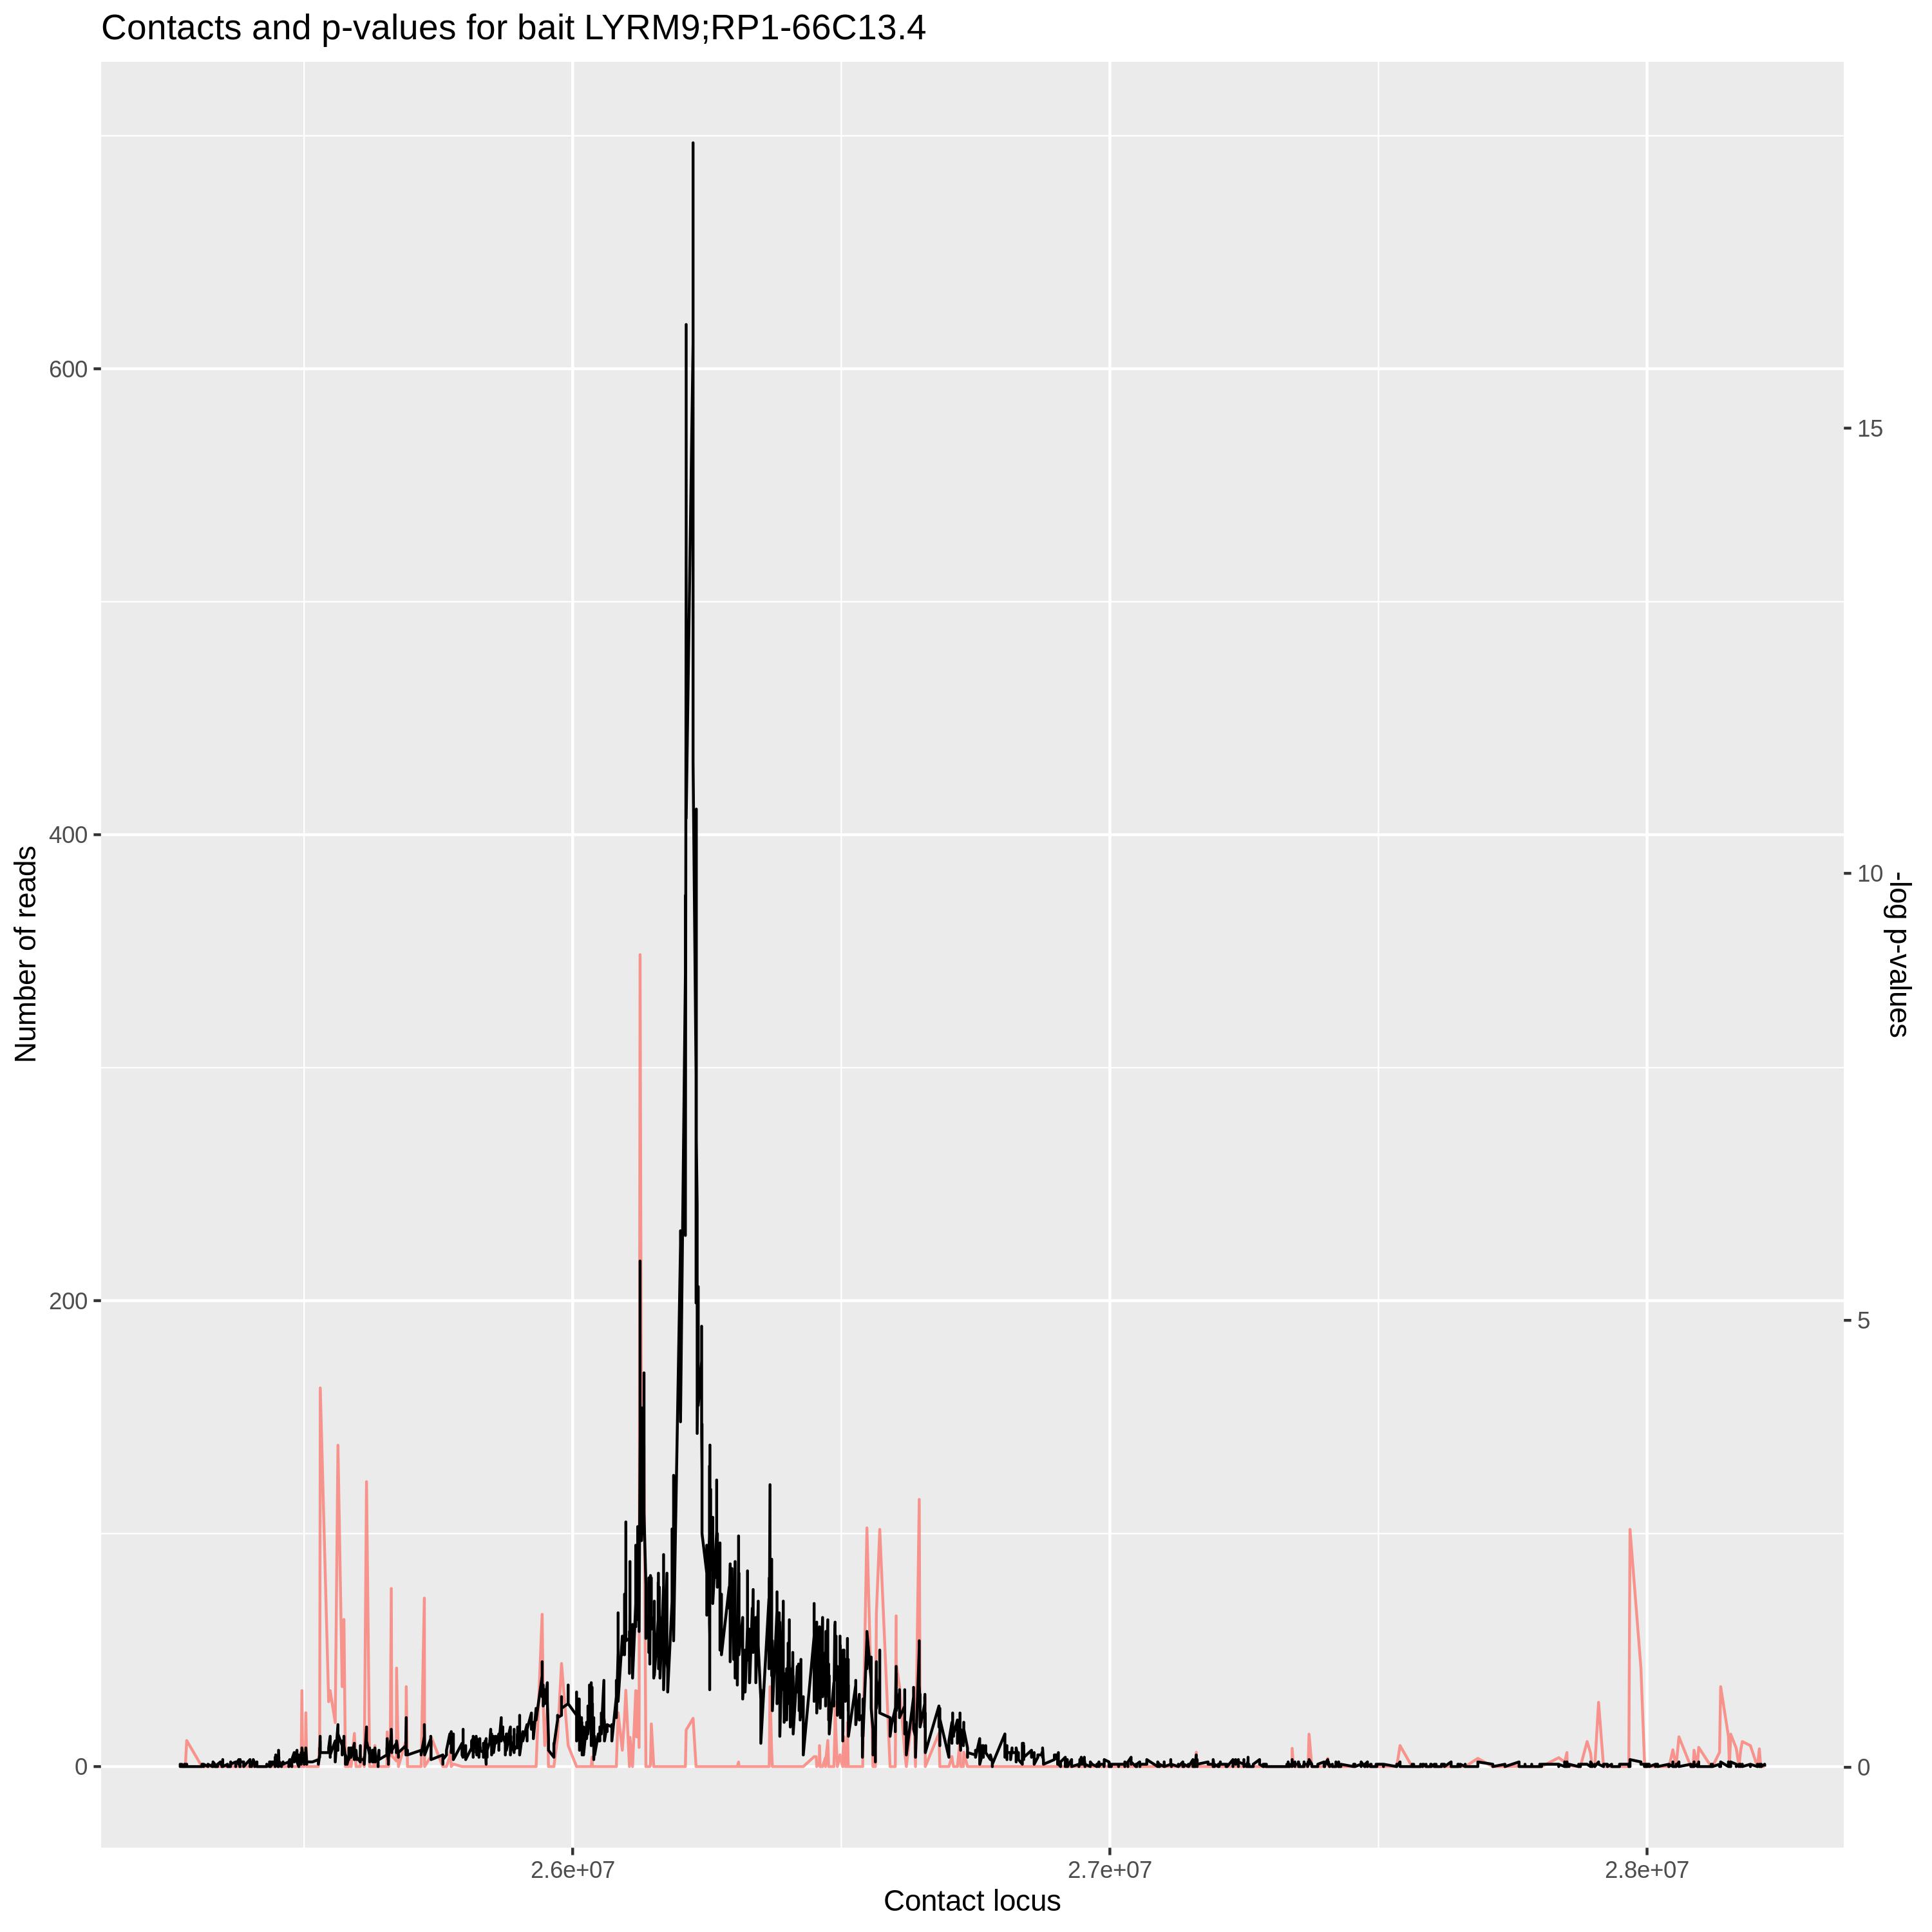 Contacts and p-values for bait LYRM9;RP1-66C13.4
600
400
200
0
Number of reads
15
10
5
0
-log p-values
2.6e+07
2.7e+07
2.8e+07
Contact locus